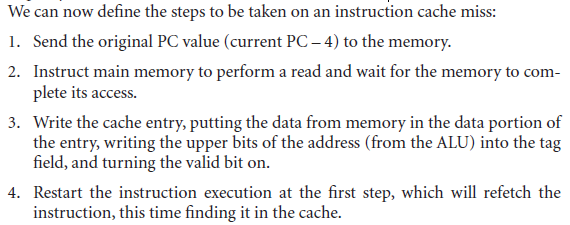 We can now define the steps to be taken on an instruction cache miss:
1. Send the original PC value (current PC – 4) to the memory.
2. Instruct main memory to perform a read and wait for the memory to com-
plete its access.
3. Write the cache entry, putting the data from memory in the data portion of
the entry, writing the upper bits of the address (from the ALU) into the tag
field, and turning the valid bit on.
4. Restart the instruction execution at the first step, which will refetch the
instruction, this time finding it in the cache.